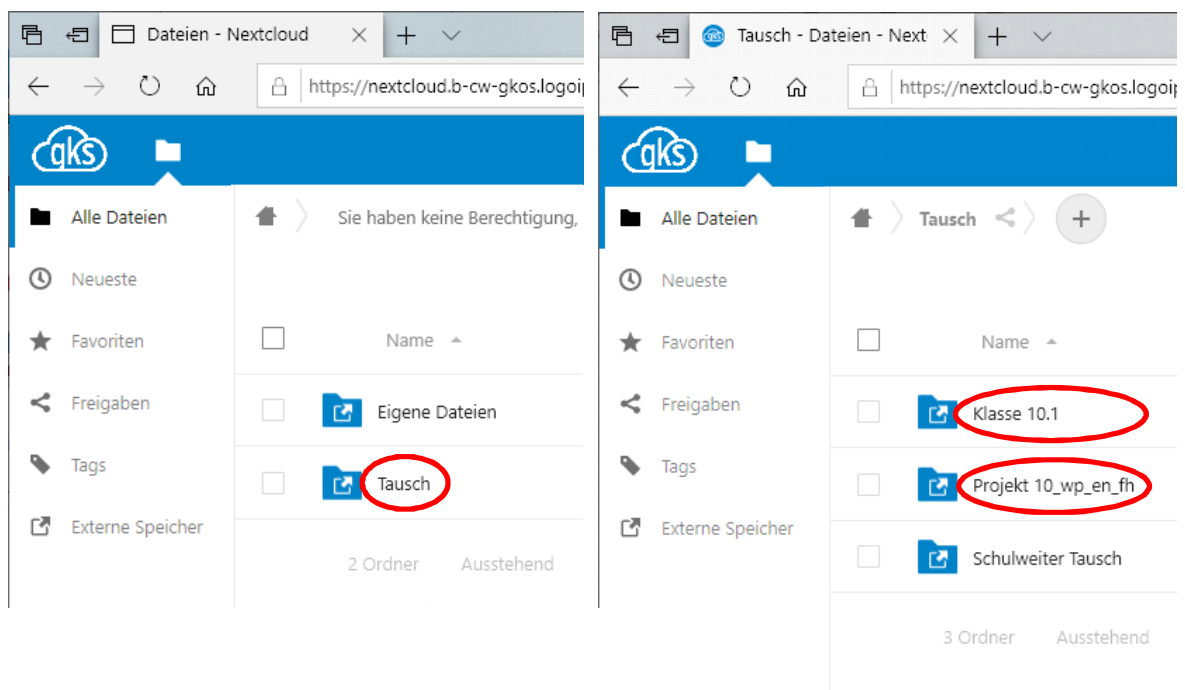 Dateien - Nextcloud
https://nextcloud.b-cw-gkos.logoip
gks
Alle Dateien
Sie haben keine Berechtigung,
Neueste
Favoriten
Name
Freigaben
Eigene Dateien
Tags
Tausch
Externe Speicher
2 Ordner Ausstehend
Tausch - Dateien - Next
https://nextcloud.b-cw-gkos.logoip
gks
Alle Dateien
Tausch
Neueste
Favoriten
Name
Freigaben
Klasse 10.1
Tags
Projekt 10_wp_en_fh
Externe Speicher
Schulweiter Tausch
3 Ordner Ausstehend